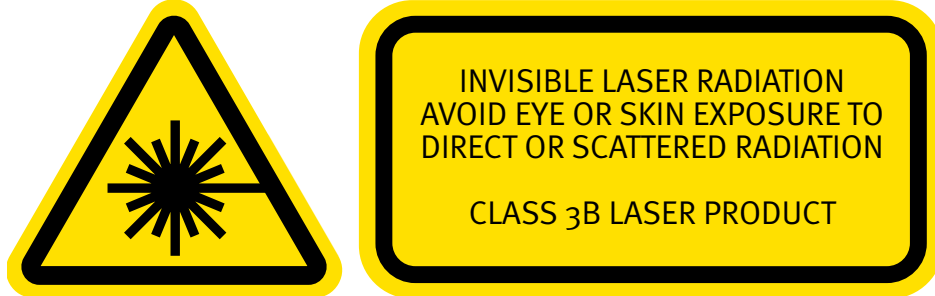 INVISIBLE LASER RADIATION
AVOID EYE OR SKIN EXPOSURE TO
DIRECT OR SCATTERED RADIATION
CLASS 3B LASER PRODUCT